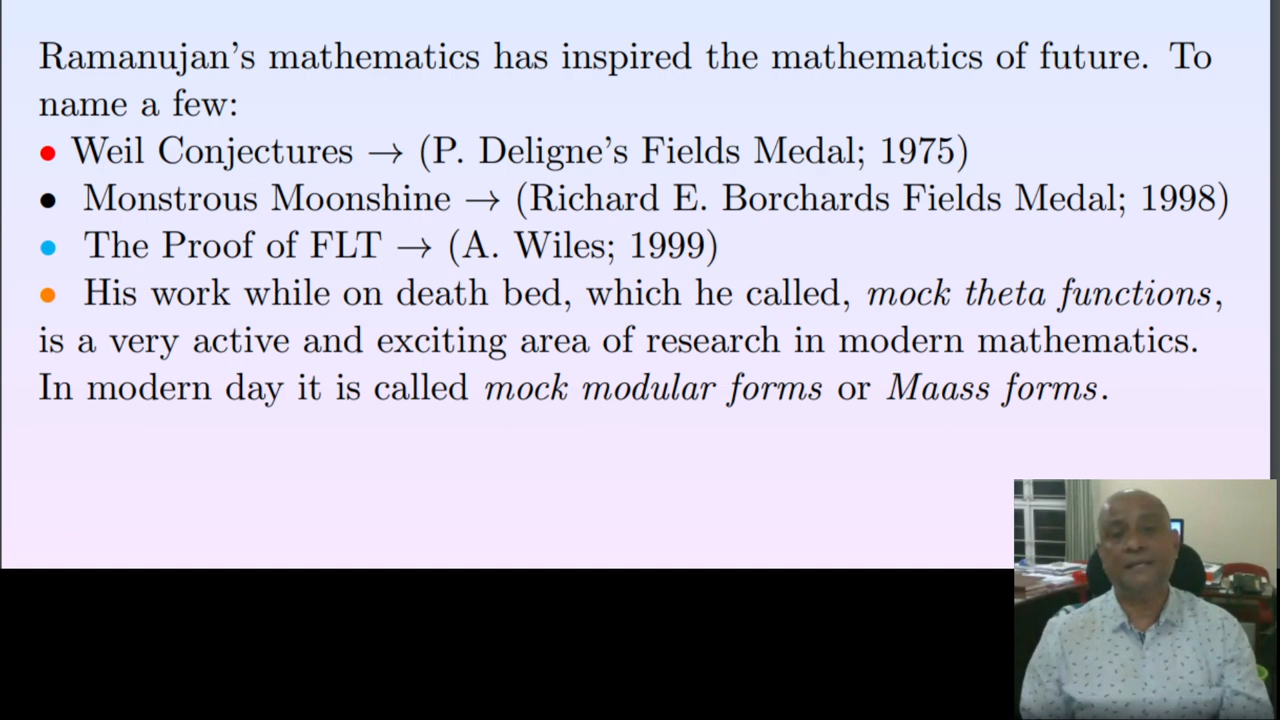 Ramanujan's mathematics has inspired the mathematics of future. To
name a few:
• Weil Conjectures → (P. Deligne's Fields Medal; 1975)
• Monstrous Moonshine → (Richard E. Borchards Fields Medal; 1998)
• The Proof of FLT → (A. Wiles; 1999)
• His work while on death bed, which he called, mock theta functions,
is a very active and exciting area of research in modern mathematics.
In modern day it is called mock modular forms or Maass forms.